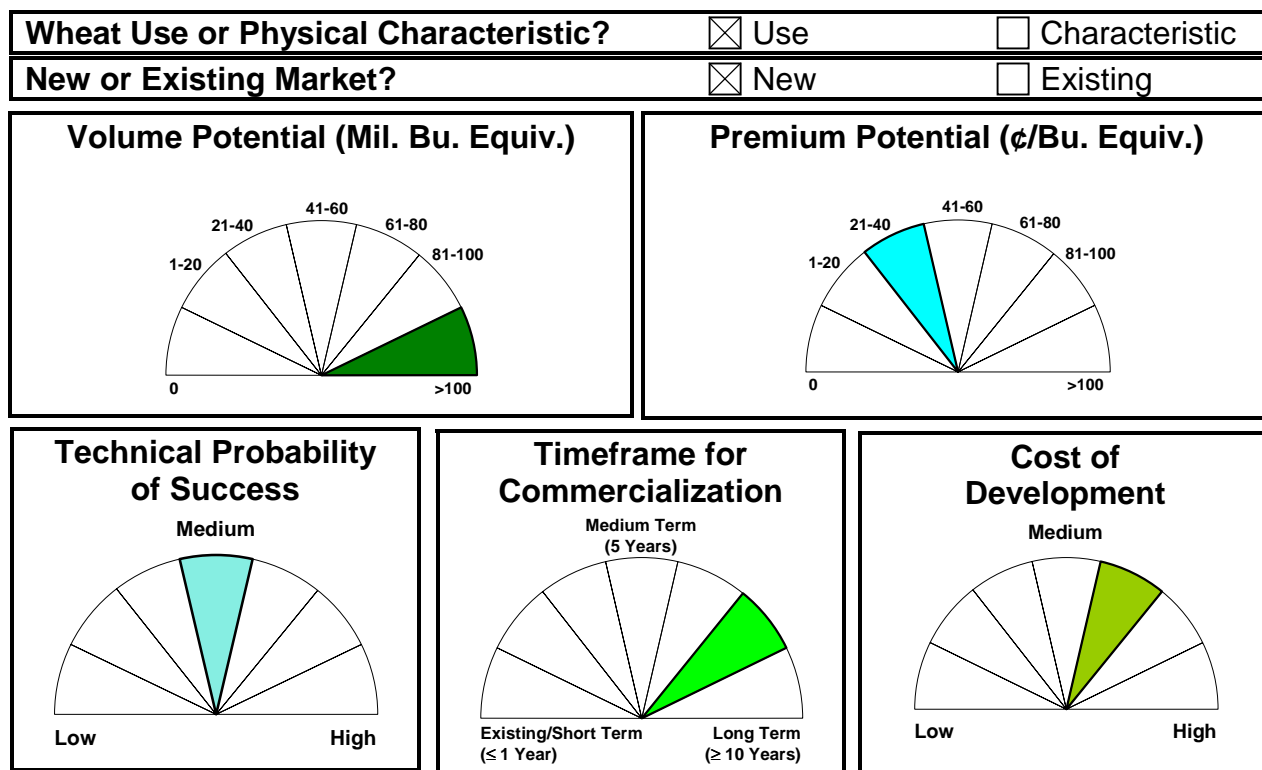 Wheat Use or Physical Characteristic? Use Characteristic
New or Existing Market? New Existing
Volume Potential (Mil. Bu. Equiv.)
41-60
21-40 61-80
1-20 81-100
0 >100
Premium Potential (¢/Bu. Equiv.)
41-60
21-40 61-80
1-20 81-100
0 >100
Technical Probability
of Success
Medium
Low High
Timeframe for
Commercialization
Medium Term
(5 Years)
Existing/Short Term Long Term
(≤ 1 Year) (≥ 10 Years)
Cost of
Development
Medium
Low High